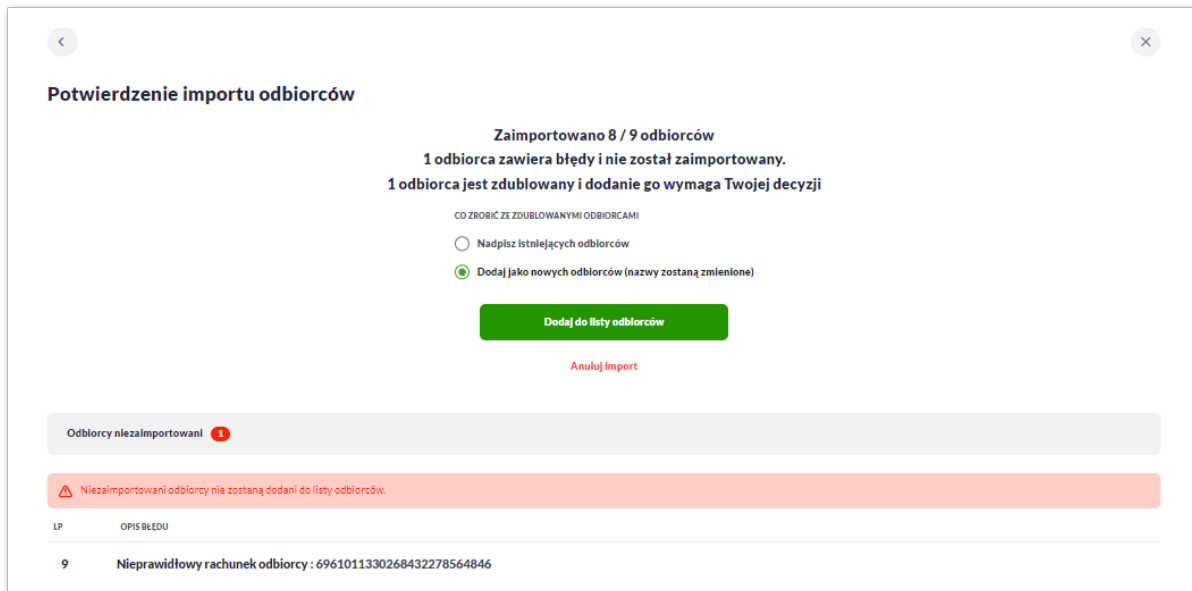 Potwierdzenie importu odbiorców
Zaimportowano 8 / 9 odbiorców
1 odbiorca zawiera błędy i nie został zaimportowany.
1 odbiorca jest zdublowany i dodanie go wymaga Twojej decyzji
CO ZROBIĆ ZE ZDUBLOWANYMI ODBIORCAMI
Nadpisz istniejących odbiorców
Dodaj jako nowych odbiorców (nazwy zostaną zmienione)
Dodaj do listy odbiorców
Anuluj import
Odbiorcy niezaimportowani 1
Niezaimportowani odbiorcy nie zostaną dodani do listy odbiorców.
LP OPIS BŁĘDU
9 Nieprawidłowy rachunek odbiorcy : 6961011330268432278564846